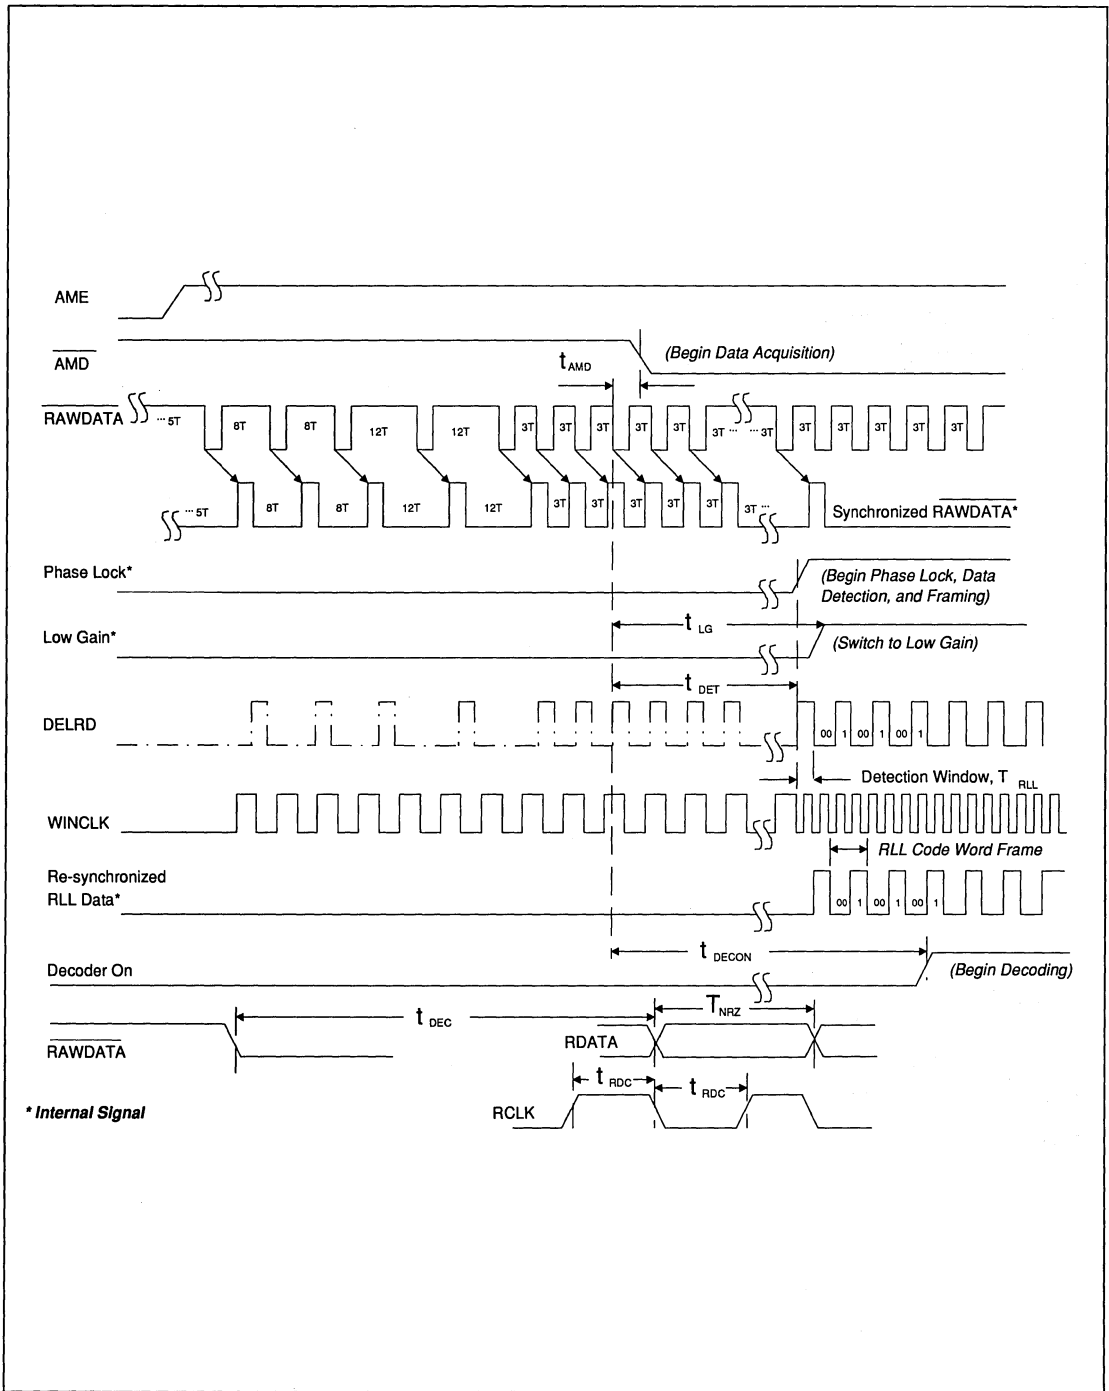 AME
AMD
(Begin Data Acquisition)
t AMD
RAWDATA
...5T 8T 8T 12T 12T 3T 3T 3T 3T 3T 3T... ...3T 3T 3T 3T 3T 3T
...5T 8T 8T 12T 12T 3T 3T 3T 3T 3T 3T...
Synchronized RAWDATA*
Phase Lock*
(Begin Phase Lock, Data
Detection, and Framing)
Low Gain*
t LG
(Switch to Low Gain)
t DET
DELRD
00 1 00 1 00 1
Detection Window, T RLL
WINCLK
RLL Code Word Frame
Re-synchronized
RLL Data*
00 1 00 1 00 1
t DECON
Decoder On
(Begin Decoding)
t DEC
T NRZ
RAWDATA
RDATA
t RDC
t RDC
* Internal Signal
RCLK